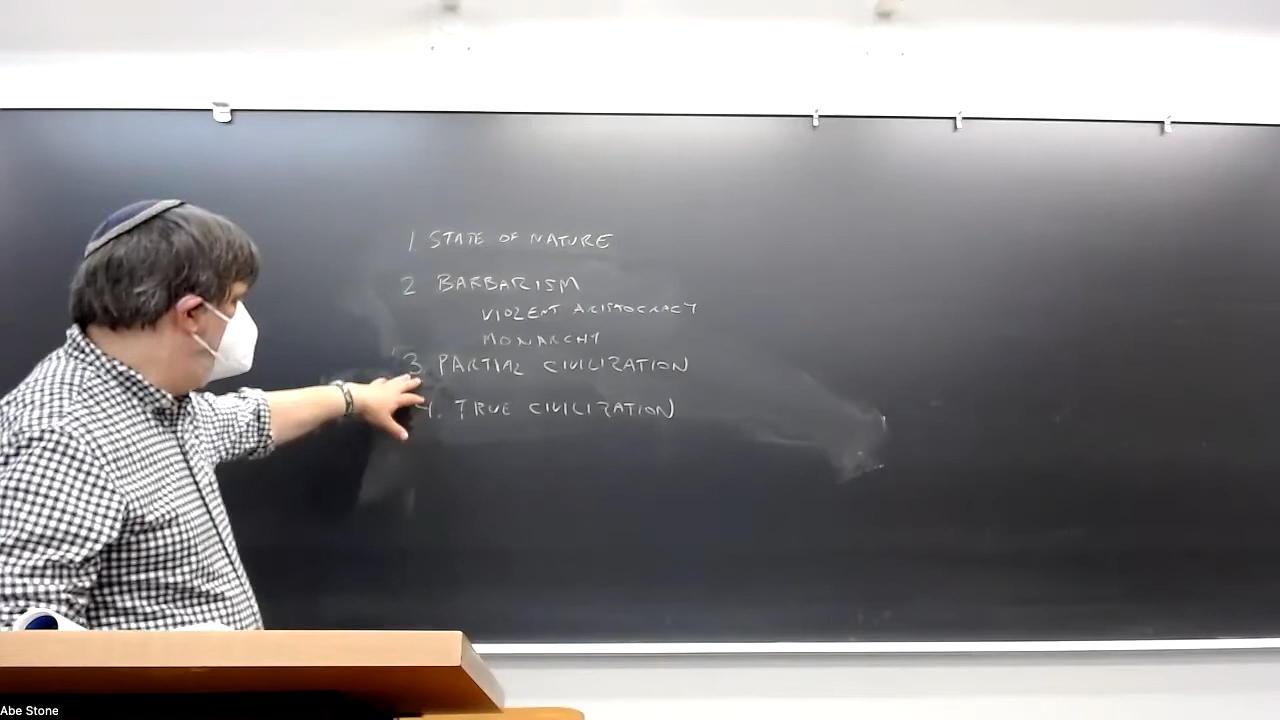 1 STATE OF NATURE
2 BARBARISM
VIOLENT ARISTOCRACY
MONARCHY
3 PARTIAL CIVILIZATION
4. TRUE CIVILIZATION
Abe Stone